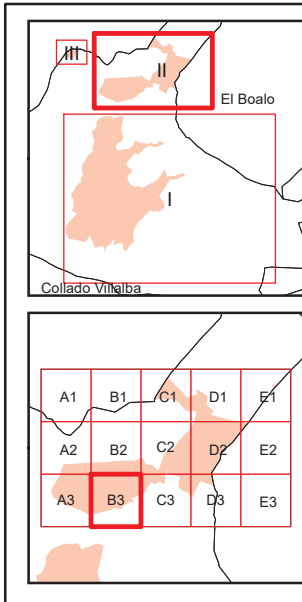 III
II
El Boalo
I
Collado Villalba
A1 B1 C1 D1 E1
A2 B2 C2 D2 E2
A3 B3 C3 D3 E3